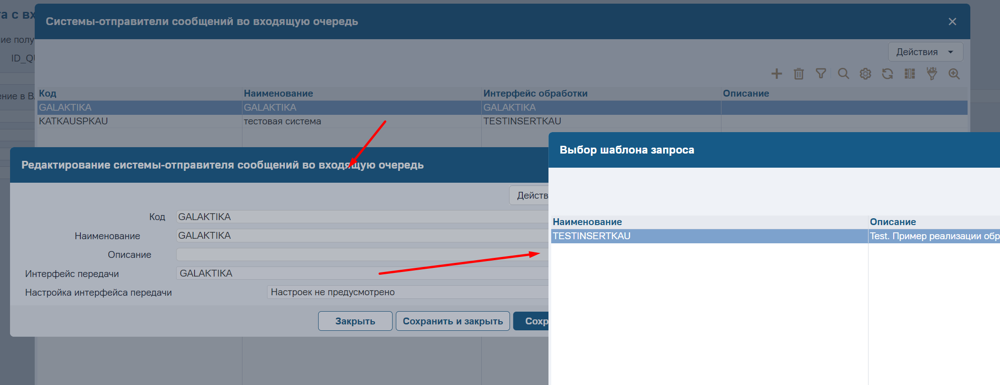 та с вх
Системы-отправители сообщений во входящую очередь
ие полу
Действия
ID_QU
Код Наименование Интерфейс обработки Описание
ение в В
GALAKTIKA GALAKTIKA GALAKTIKA
KATKAUSPKAU тестовая система TESTINSERTKAU
Выбор шаблона запроса
Редактирование системы-отправителя сообщений во входящую очередь
Действ
Код GALAKTIKA
Наименование Описание
Наименование GALAKTIKA
TESTINSERTKAU Test. Пример реализации обр
Описание
Интерфейс передачи GALAKTIKA
Настройка интерфейса передачи Настроек не предусмотрено
Закрыть Сохранить и закрыть Сохр